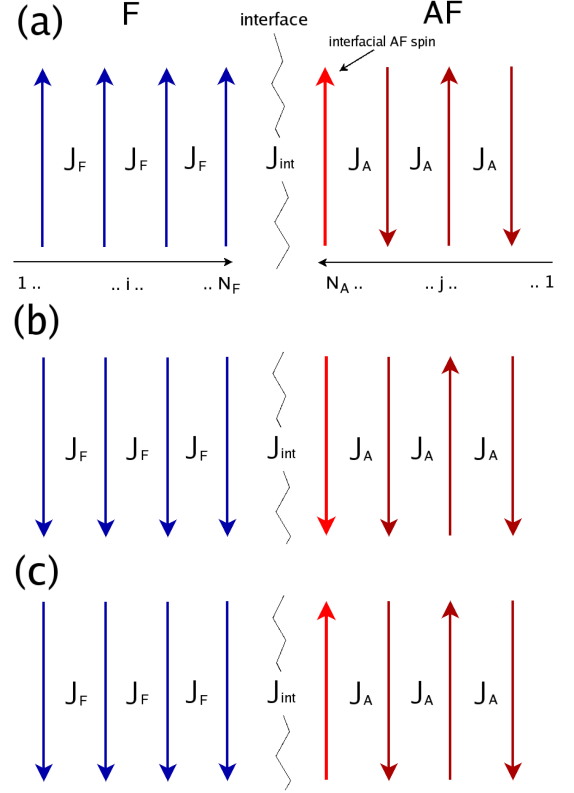 (a) F interface AF
interfacial AF spin
J_F J_F J_F J_int J_A J_A J_A
1 .. .. i .. .. N_F N_A .. .. j .. .. 1
(b)
J_F J_F J_F J_int J_A J_A J_A
(c)
J_F J_F J_F J_int J_A J_A J_A